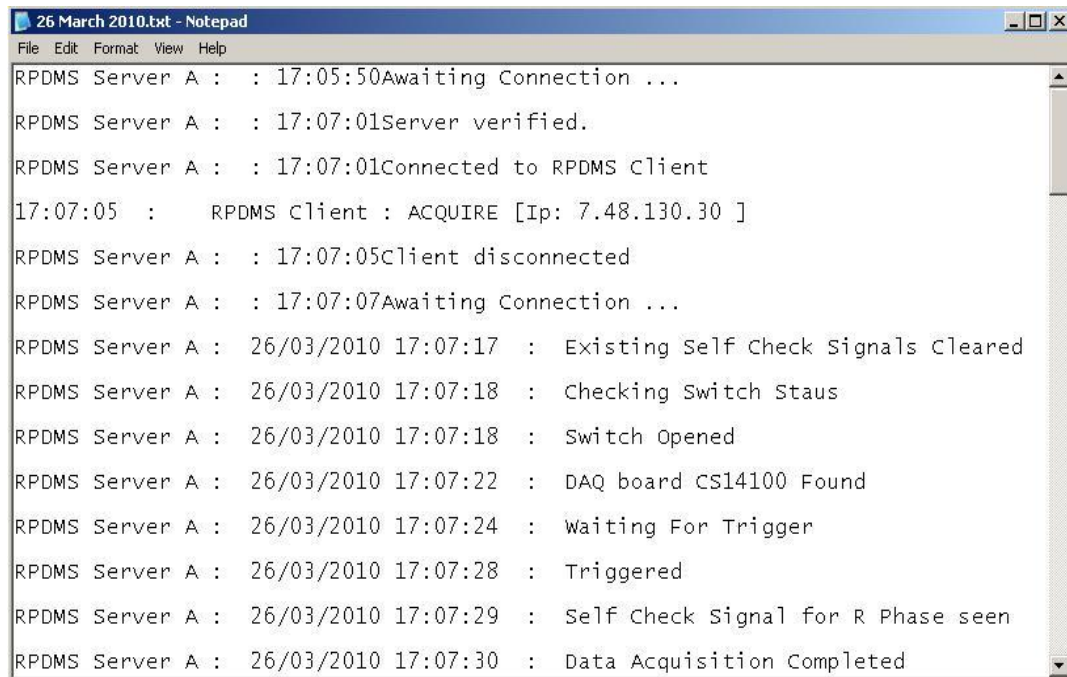 26 March 2010.txt - Notepad
File Edit Format View Help
RPDMS Server A : : 17:05:50Awaiting Connection ...
RPDMS Server A : : 17:07:01Server verified.
RPDMS Server A : : 17:07:01Connected to RPDMS Client
17:07:05 : RPDMS Client : ACQUIRE [Ip: 7.48.130.30 ]
RPDMS Server A : : 17:07:05Client disconnected
RPDMS Server A : : 17:07:07Awaiting Connection ...
RPDMS Server A : 26/03/2010 17:07:17 : Existing Self Check Signals Cleared
RPDMS Server A : 26/03/2010 17:07:18 : Checking Switch Staus
RPDMS Server A : 26/03/2010 17:07:18 : Switch Opened
RPDMS Server A : 26/03/2010 17:07:22 : DAQ board CS14100 Found
RPDMS Server A : 26/03/2010 17:07:24 : Waiting For Trigger
RPDMS Server A : 26/03/2010 17:07:28 : Triggered
RPDMS Server A : 26/03/2010 17:07:29 : Self Check Signal for R Phase seen
RPDMS Server A : 26/03/2010 17:07:30 : Data Acquisition Completed